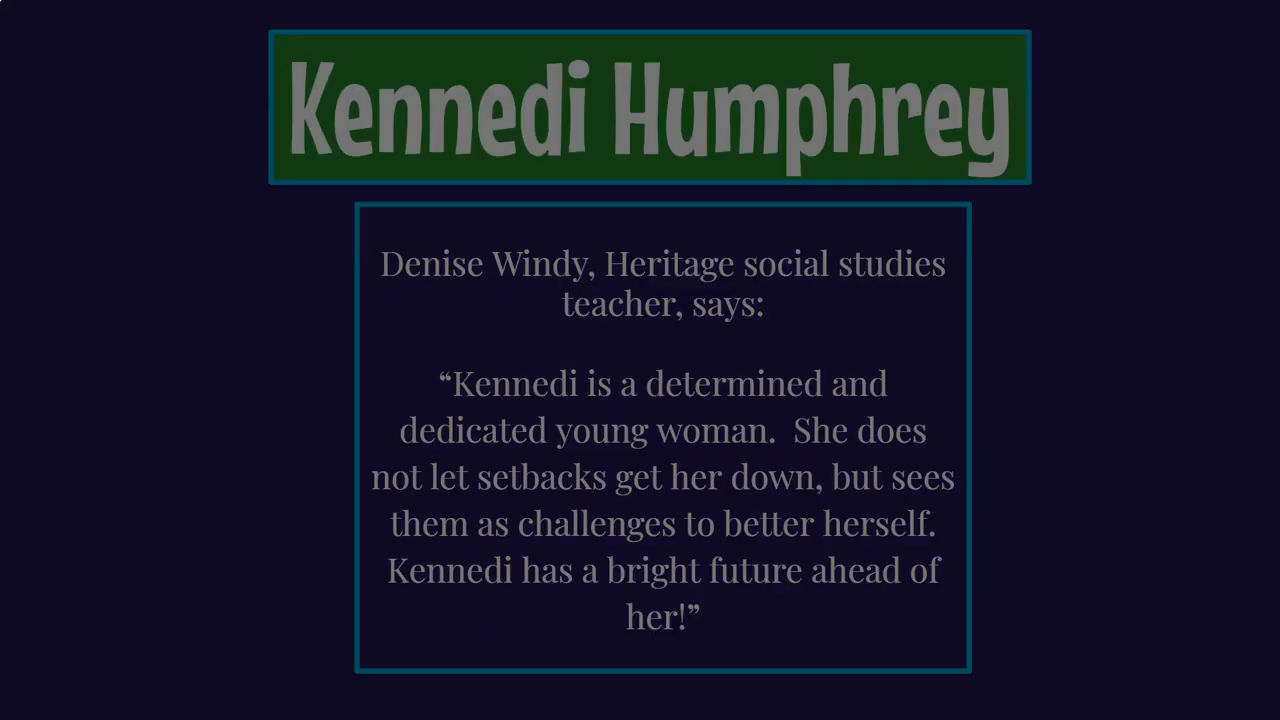 Kennedi Humphrey
Denise Windy, Heritage social studies
teacher, says:
“Kennedi is a determined and
dedicated young woman.  She does
not let setbacks get her down, but sees
them as challenges to better herself.
Kennedi has a bright future ahead of
her!”